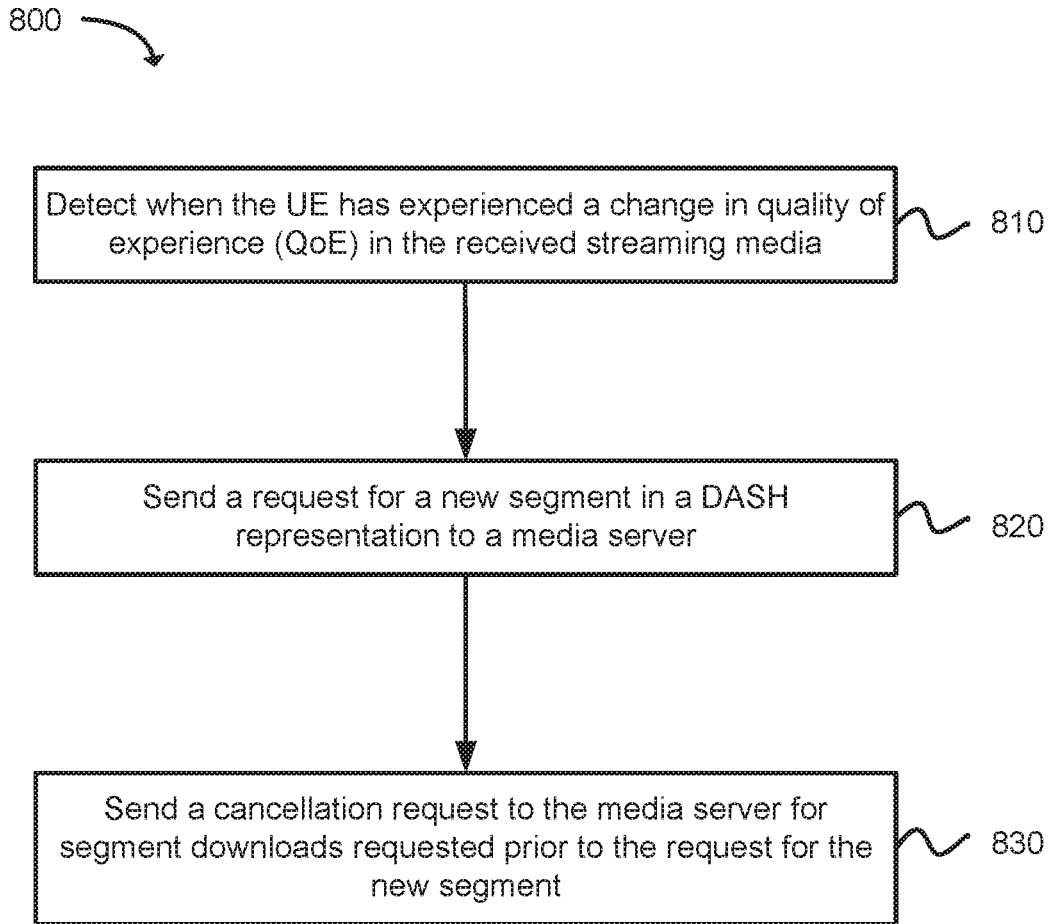 800
Detect when the UE has experienced a change in quality of
experience (QoE) in the received streaming media
810
Send a request for a new segment in a DASH
representation to a media server
820
Send a cancellation request to the media server for
segment downloads requested prior to the request for the
new segment
830